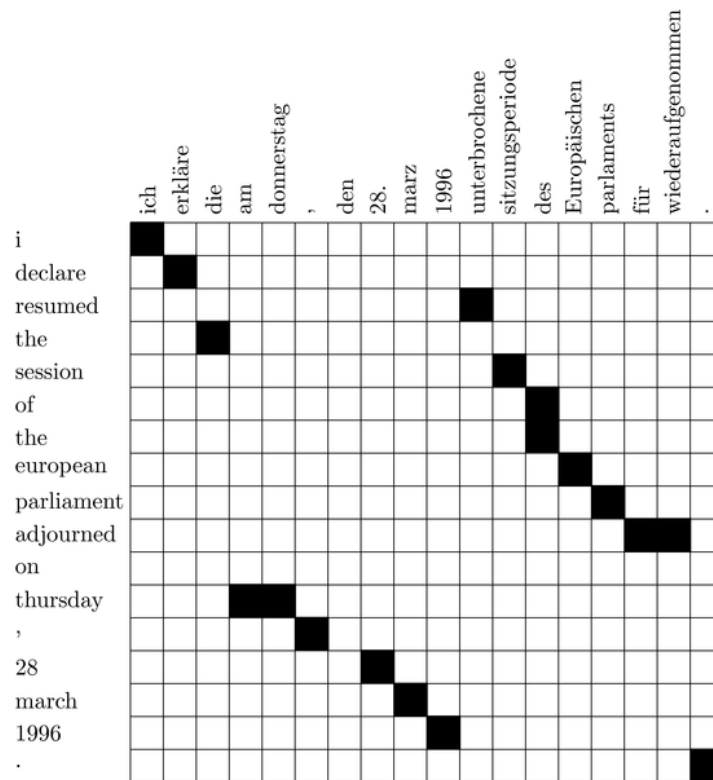 ich
erkläre
die
am
donnerstag
,
den
28.
marz
1996
unterbrochene
sitzungsperiode
des
Europäischen
parlaments
für
wiederaufgenommen
.
i
declare
resumed
the
session
of
the
european
parliament
adjourned
on
thursday
,
28
march
1996
.